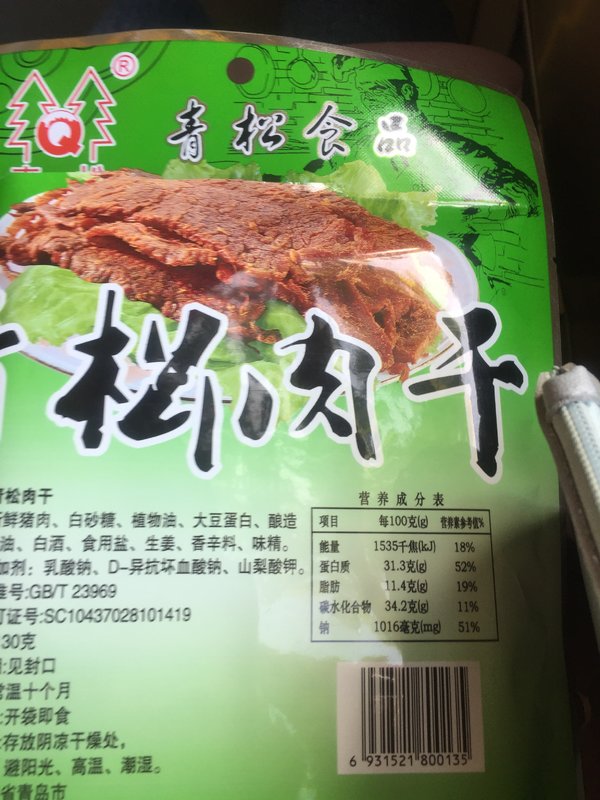 ®
青松食品
松肉干
青松肉干
新鲜猪肉、白砂糖、植物油、大豆蛋白、酿造
油、白酒、食用盐、生姜、香辛料、味精。
加剂：乳酸钠、D-异抗坏血酸钠、山梨酸钾。
准号:GB/T 23969
可证号:SC10437028101419
30克
:见封口
常温十个月
:开袋即食
:存放阴凉干燥处，
避阳光、高温、潮湿。
省青岛市
营养成分表
项目 每100克(g) 营养素参考值%
能量 1535千焦(kJ) 18%
蛋白质 31.3克(g) 52%
脂肪 11.4克(g) 19%
碳水化合物 34.2克(g) 11%
钠 1016毫克(mg) 51%
6 931521 800135